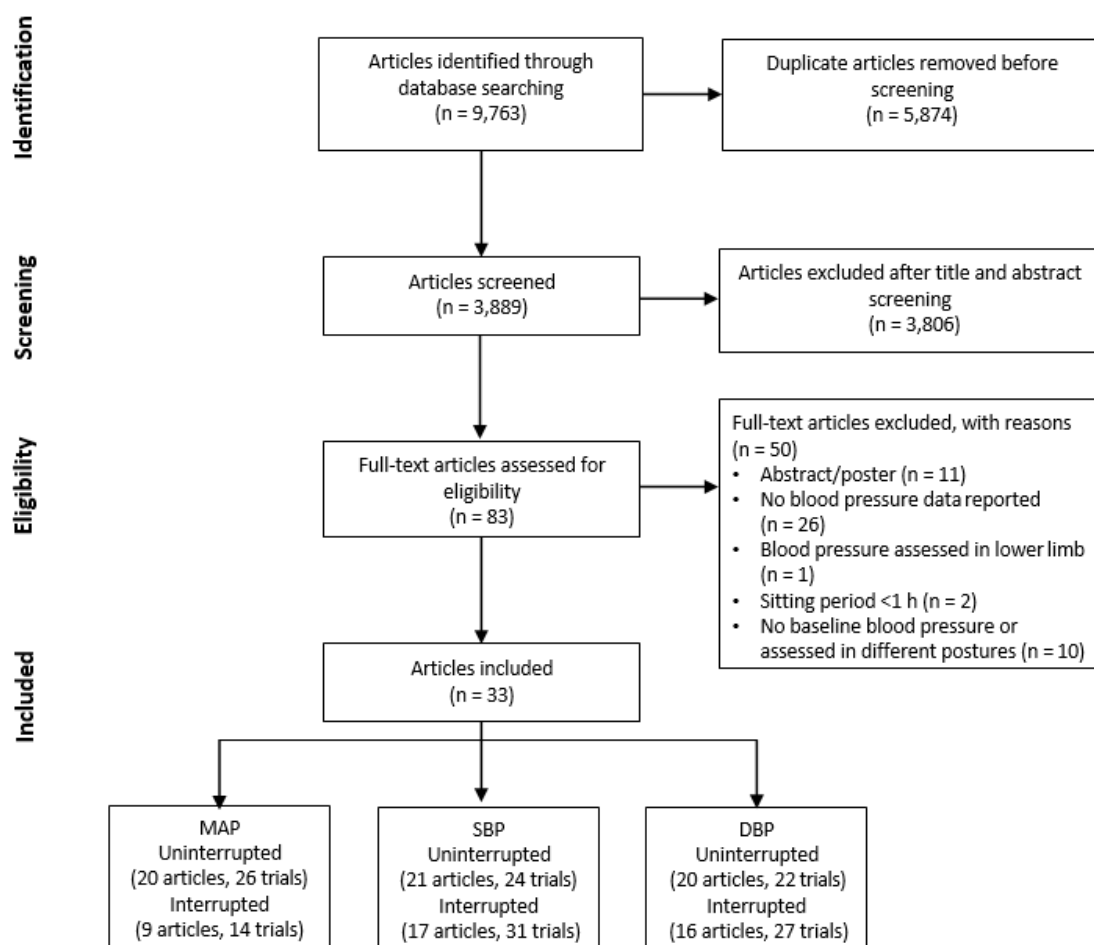 Identification
Articles identified through
database searching
(n = 9,763)
Duplicate articles removed before
screening
(n = 5,874)
Screening
Articles screened
(n = 3,889)
Articles excluded after title and abstract
screening
(n = 3,806)
Eligibility
Full-text articles assessed for
eligibility
(n = 83)
Full-text articles excluded, with reasons
(n = 50)
• Abstract/poster (n = 11)
• No blood pressure data reported
(n = 26)
• Blood pressure assessed in lower limb
(n = 1)
• Sitting period <1 h (n = 2)
• No baseline blood pressure or
assessed in different postures (n = 10)
Included
Articles included
(n = 33)
MAP
Uninterrupted
(20 articles, 26 trials)
Interrupted
(9 articles, 14 trials)
SBP
Uninterrupted
(21 articles, 24 trials)
Interrupted
(17 articles, 31 trials)
DBP
Uninterrupted
(20 articles, 22 trials)
Interrupted
(16 articles, 27 trials)